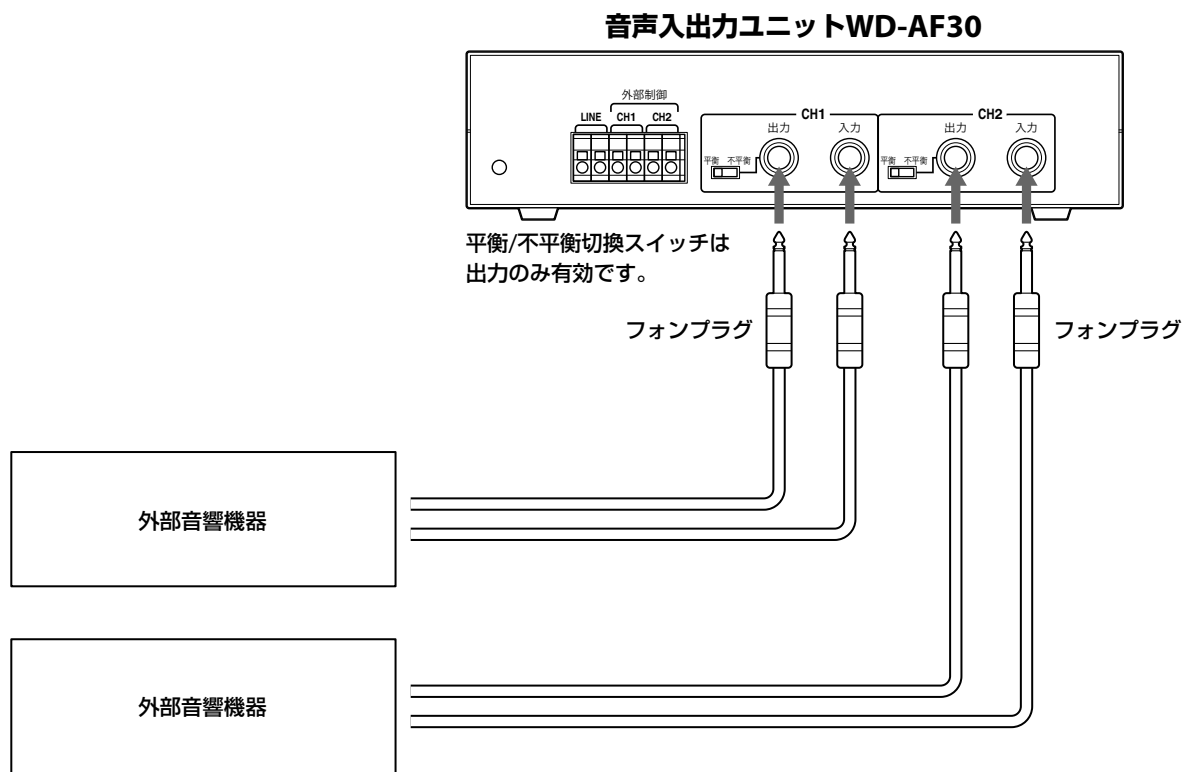 音声入出力ユニットWD-AF30
外部制御
LINE CH1 CH2
CH1
出力 入力
平衡 不平衡
CH2
出力 入力
平衡 不平衡
平衡/不平衡切換スイッチは
出力のみ有効です。
フォンプラグ
フォンプラグ
外部音響機器
外部音響機器